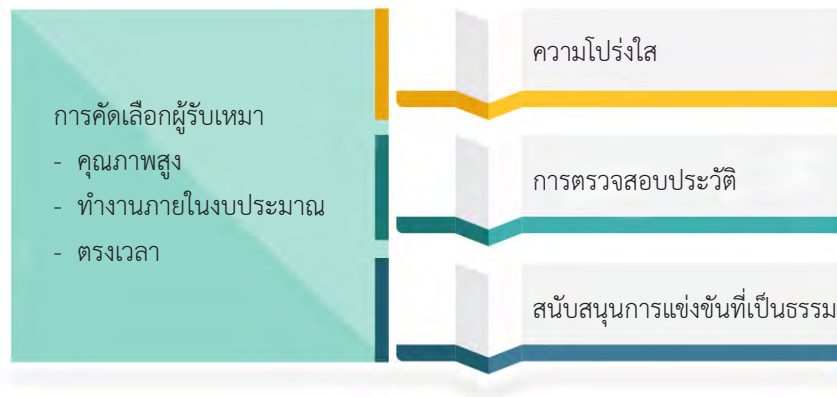 การคัดเลือกผู้รับเหมา
- คุณภาพสูง
- ทำงานภายในงบประมาณ
- ตรงเวลา
ความโปร่งใส
การตรวจสอบประวัติ
สนับสนุนการแข่งขันที่เป็นธรรม